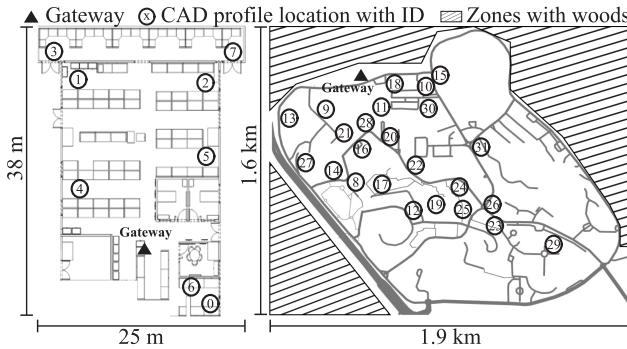 ▲ Gateway ⓧ CAD profile location with ID Zones with woods
3 7
1 2
5
4
Gateway
6
0
38 m
25 m
Gateway
15
18 10
9 11 30
13 28
21 20
16 31
27 22
14
8 17 24
12 19 25 26
23
29
1.6 km
1.9 km